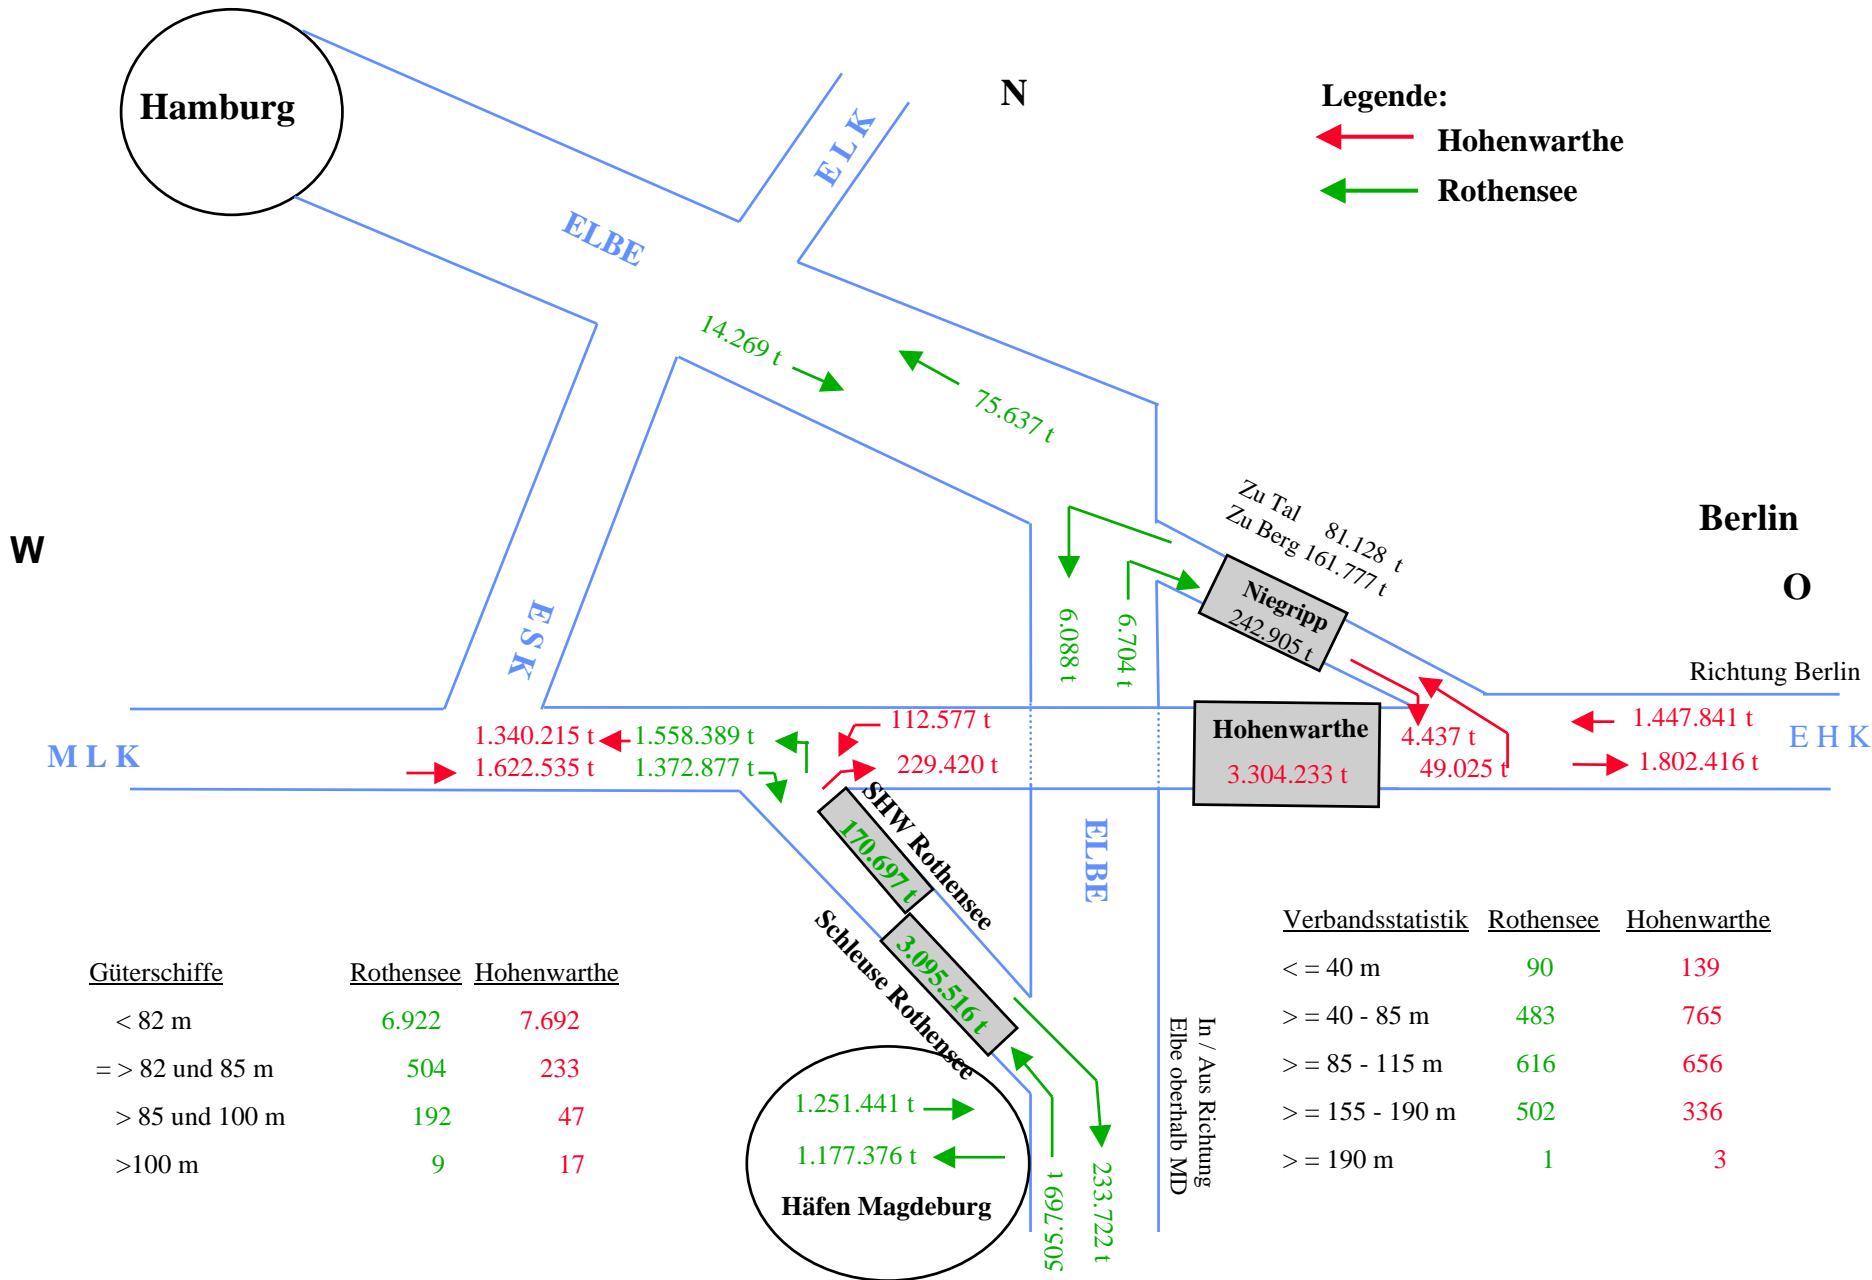 Hamburg
N
Legende:
Hohenwarthe
Rothensee
E L K
ELBE
14.269 t
75.637 t
W
Zu Tal 81.128 t
Zu Berg 161.777 t
Berlin
O
Niegripp
242.905 t
6.088 t
6.704 t
E S K
Richtung Berlin
M L K
1.340.215 t
1.558.389 t
112.577 t
1.622.535 t
1.372.877 t
229.420 t
Hohenwarthe
3.304.233 t
4.437 t
49.025 t
1.447.841 t
1.802.416 t
E H K
SHW Rothensee
170.697 t
ELBE
Schleuse Rothensee
3.095.516 t
In / Aus Richtung
Elbe oberhalb MD
1.251.441 t
1.177.376 t
Häfen Magdeburg
505.769 t
233.722 t
Güterschiffe Rothensee Hohenwarthe
< 82 m 6.922 7.692
= > 82 und 85 m 504 233
> 85 und 100 m 192 47
>100 m 9 17
Verbandsstatistik Rothensee Hohenwarthe
< = 40 m 90 139
> = 40 - 85 m 483 765
> = 85 - 115 m 616 656
> = 155 - 190 m 502 336
> = 190 m 1 3